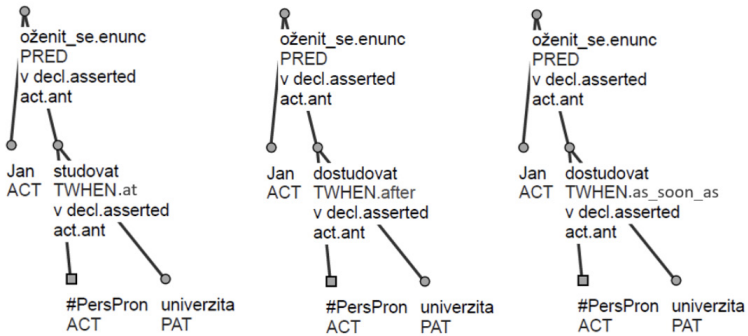 oženit_se.enunc
PRED
v decl.asserted
act.ant
Jan studovat
ACT TWHEN.at
v decl.asserted
act.ant
#PersPron univerzita
ACT PAT
oženit_se.enunc
PRED
v decl.asserted
act.ant
Jan dostudovat
ACT TWHEN.after
v decl.asserted
act.ant
#PersPron univerzita
ACT PAT
oženit_se.enunc
PRED
v decl.asserted
act.ant
Jan dostudovat
ACT TWHEN.as_soon_as
v decl.asserted
act.ant
#PersPron univerzita
ACT PAT